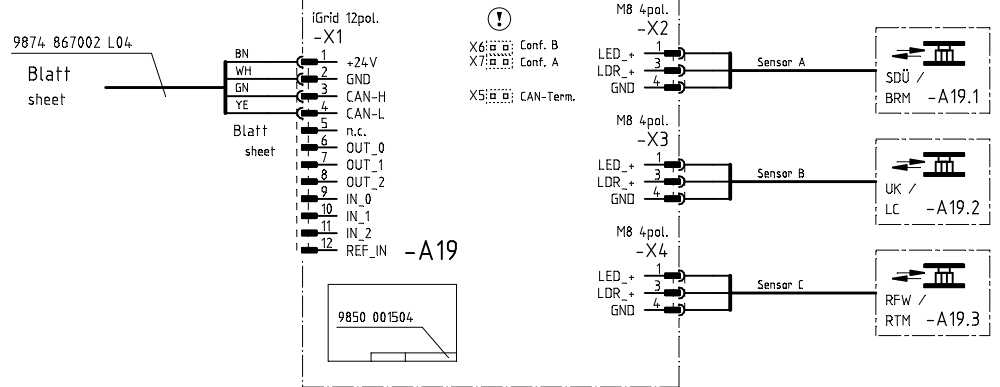 9874 867002 L04
Blatt
sheet
BN
WH
GN
YE
Blatt
sheet
iGrid 12pol.
-X1
1 +24V
2 GND
3 CAN-H
4 CAN-L
5 n.c.
6 OUT_0
7 OUT_1
8 OUT_2
9 IN_0
10 IN_1
11 IN_2
12 REF_IN
-A19
9850 001504
!
X6 Conf. B
X7 Conf. A
X5 CAN-Term.
M8 4pol.
-X2
LED_+ 1
LDR_+ 3
GND 4
Sensor A
SDÜ /
BRM -A19.1
M8 4pol.
-X3
LED_+ 1
LDR_+ 3
GND 4
Sensor B
UK /
LC -A19.2
M8 4pol.
-X4
LED_+ 1
LDR_+ 3
GND 4
Sensor C
RFW /
RTM -A19.3